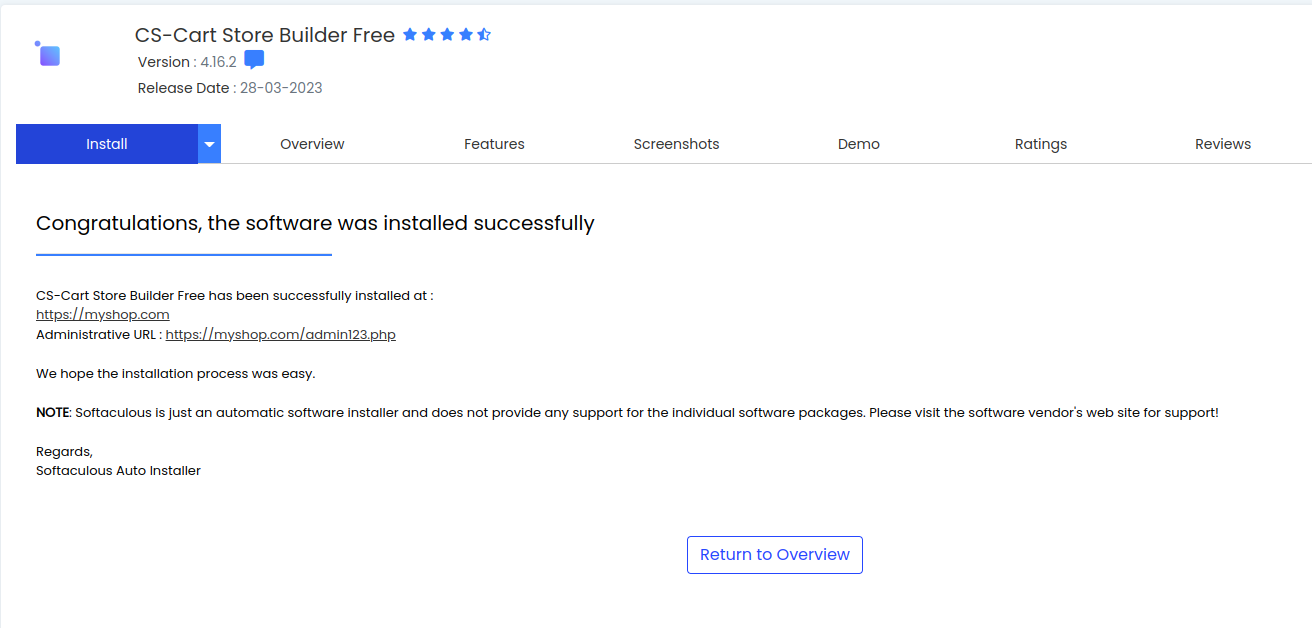 CS-Cart Store Builder Free
Version : 4.16.2
Release Date : 28-03-2023
Install
Overview
Features
Screenshots
Demo
Ratings
Reviews
Congratulations, the software was installed successfully
CS-Cart Store Builder Free has been successfully installed at :
https://myshop.com
Administrative URL : https://myshop.com/admin123.php
We hope the installation process was easy.
NOTE: Softaculous is just an automatic software installer and does not provide any support for the individual software packages. Please visit the software vendor's web site for support!
Regards,
Softaculous Auto Installer
Return to Overview